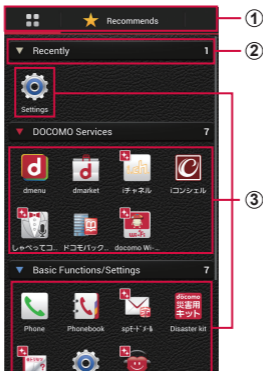 Recommends
①
Recently 1
②
Settings
DOCOMO Services 7
dmenu dmarket iチャネル iコンシェル
③
しゃべってコ.. ドコモバック.. docomo Wi-..
Basic Functions/Settings 7
docomo
災害用
キット
Phone Phonebook spモードメール Disaster kit